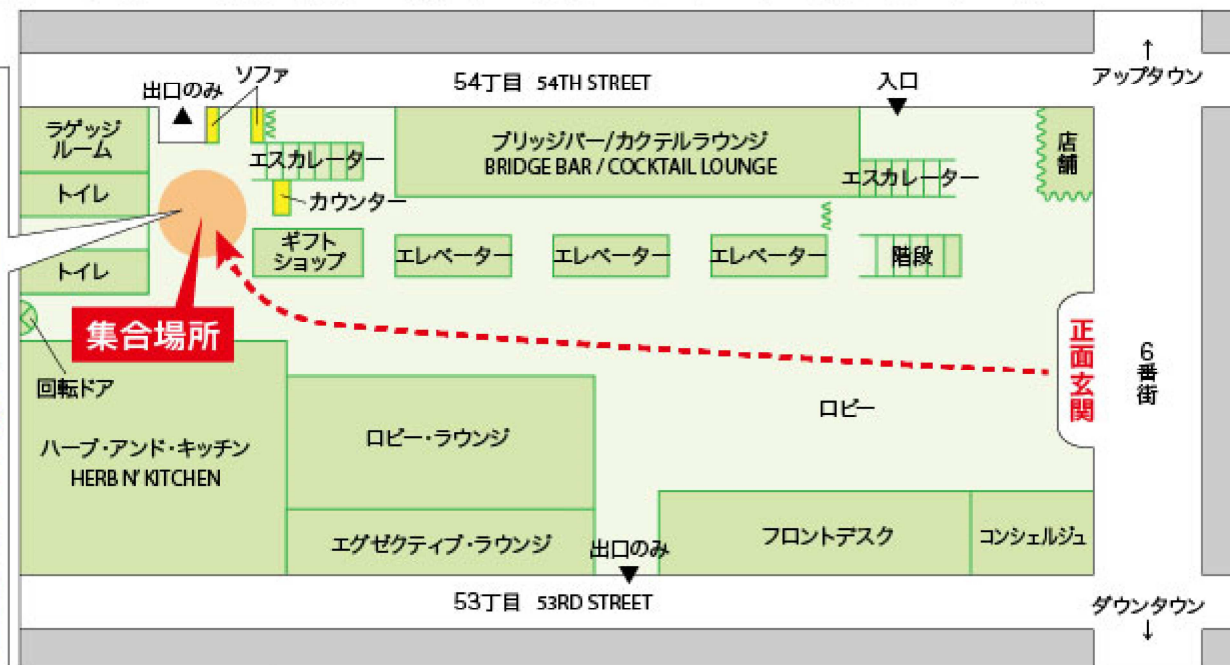 54丁目 54TH STREET
↑
アップタウン
出口のみ
▲
ソファ
入口
▼
ラゲッジ
ルーム
トイレ
エスカレーター
カウンター
ブリッジバー/カクテルラウンジ
BRIDGE BAR / COCKTAIL LOUNGE
エスカレーター
店舗
トイレ
ギフト
ショップ
エレベーター
エレベーター
エレベーター
階段
集合場所
回転ドア
正面玄関
6番街
ロビー
ハーブ・アンド・キッチン
HERB N' KITCHEN
ロビー・ラウンジ
エグゼクティブ・ラウンジ
出口のみ
▼
フロントデスク
コンシェルジュ
53丁目 53RD STREET
ダウンタウン
↓